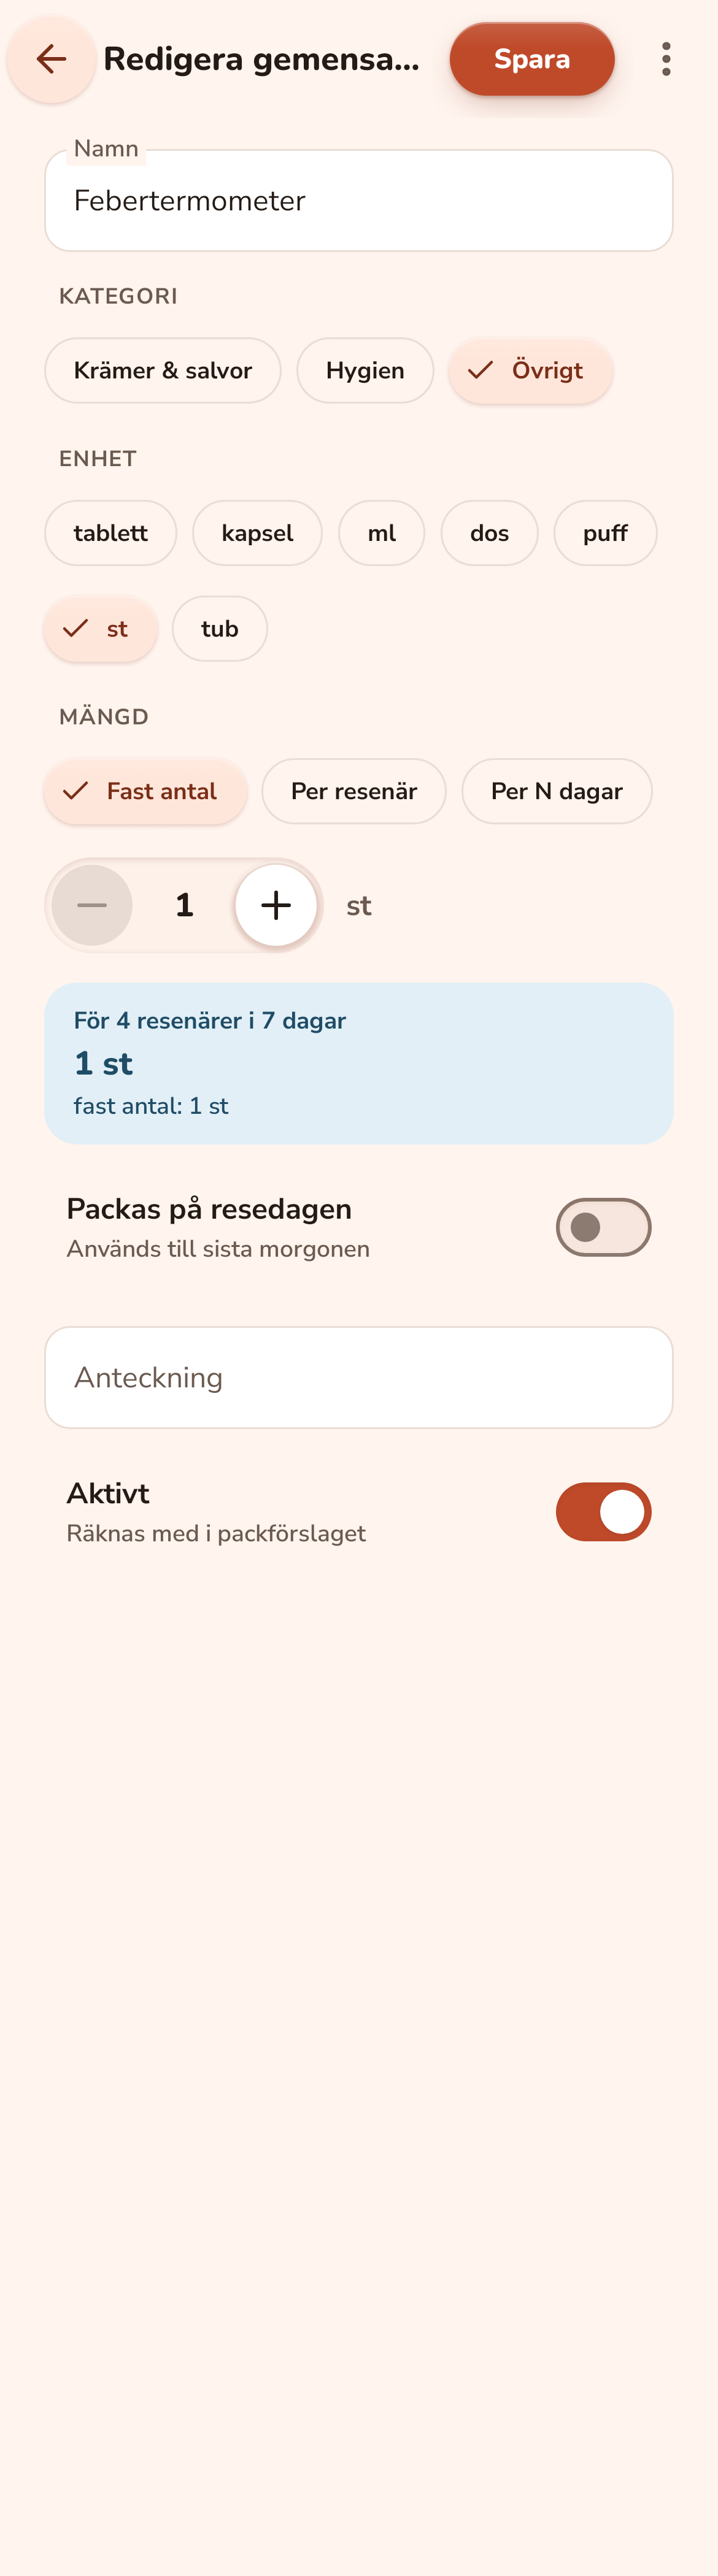 Redigera gemensa...
Spara
Namn
Febertermometer
KATEGORI
Krämer & salvor
Hygien
Övrigt
ENHET
tablett
kapsel
ml
dos
puff
st
tub
MÄNGD
Fast antal
Per resenär
Per N dagar
1
st
För 4 resenärer i 7 dagar
1 st
fast antal: 1 st
Packas på resedagen
Används till sista morgonen
Anteckning
Aktivt
Räknas med i packförslaget